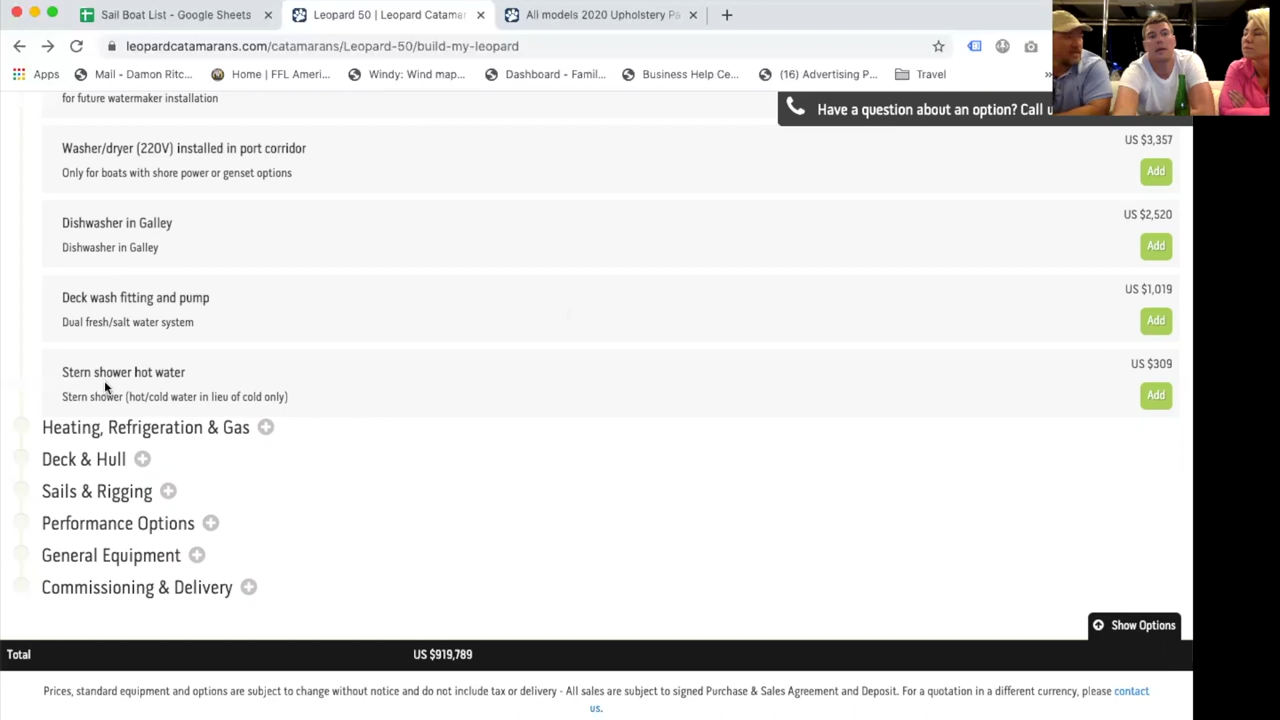 Sail Boat List - Google Sheets
Leopard 50 | Leopard Catamar
All models 2020 Upholstery Pa
leopardcatamarans.com/catamarans/Leopard-50/build-my-leopard
Apps
Mail - Damon Ritc...
Home | FFL Ameri...
Windy: Wind map...
Dashboard - Famil...
Business Help Ce...
(16) Advertising P...
Travel
for future watermaker installation
Have a question about an option? Call
Washer/dryer (220V) installed in port corridor
US $3,357
Only for boats with shore power or genset options
Add
Dishwasher in Galley
US $2,520
Dishwasher in Galley
Add
Deck wash fitting and pump
US $1,019
Dual fresh/salt water system
Add
Stern shower hot water
US $309
Stern shower (hot/cold water in lieu of cold only)
Add
Heating, Refrigeration & Gas
Deck & Hull
Sails & Rigging
Performance Options
General Equipment
Commissioning & Delivery
Show Options
Total US $919,789
Prices, standard equipment and options are subject to change without notice and do not include tax or delivery - All sales are subject to signed Purchase & Sales Agreement and Deposit. For a quotation in a different currency, please contact
us.